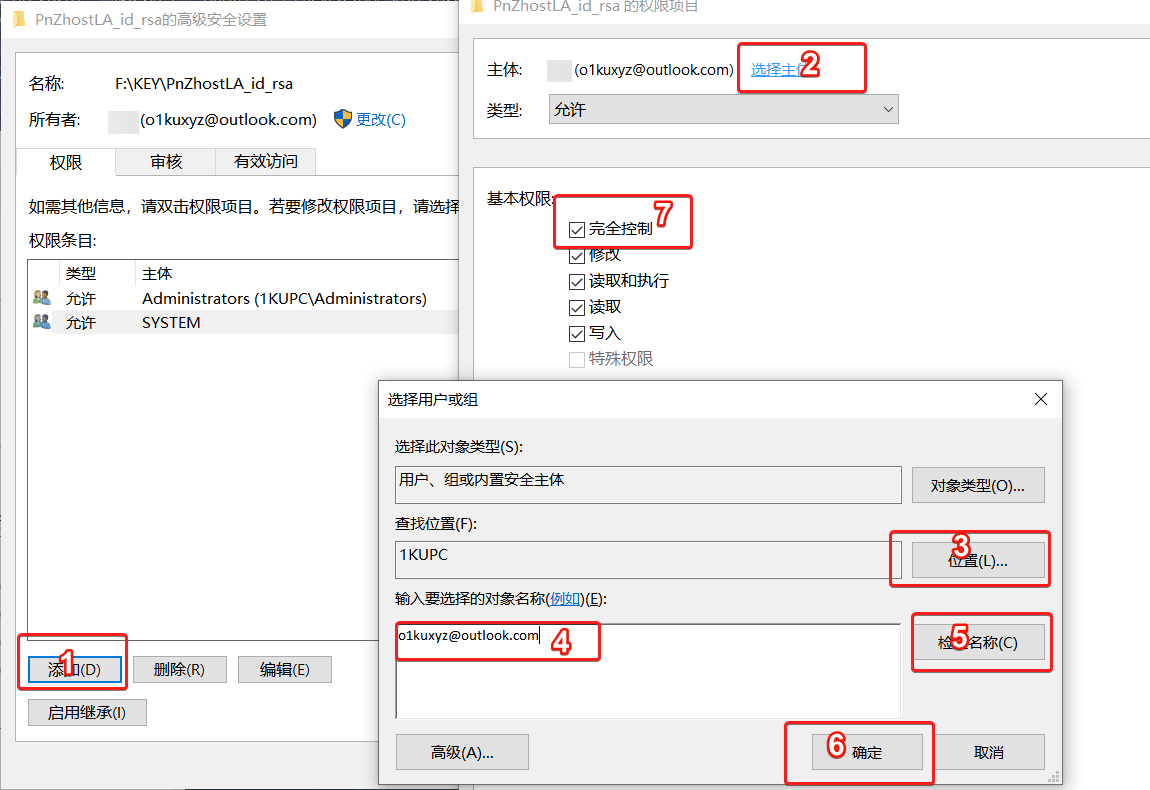 PnZhostLA_id_rsa的高级安全设置
名称:
F:\KEY\PnZhostLA_id_rsa
所有者:
(o1kuxyz@outlook.com)
更改(C)
权限
审核
有效访问
如需其他信息，请双击权限项目。若要修改权限项目，请选择
权限条目:
类型
主体
允许
Administrators (1KUPC\Administrators)
允许
SYSTEM
1
(D)
删除(R)
编辑(E)
启用继承(I)
PnZhostLA_id_rsa 的权限项目
主体:
(o1kuxyz@outlook.com)
选择主
2
类型:
允许
基本权限:
7
完全控制
修改
读取和执行
读取
写入
特殊权限
选择用户或组
选择此对象类型(S):
用户、组或内置安全主体
对象类型(O)...
查找位置(F):
1KUPC
3
位置(L)...
输入要选择的对象名称(例如)(E):
o1kuxyz@outlook.com
4
5
名称(C)
高级(A)...
6
确定
取消